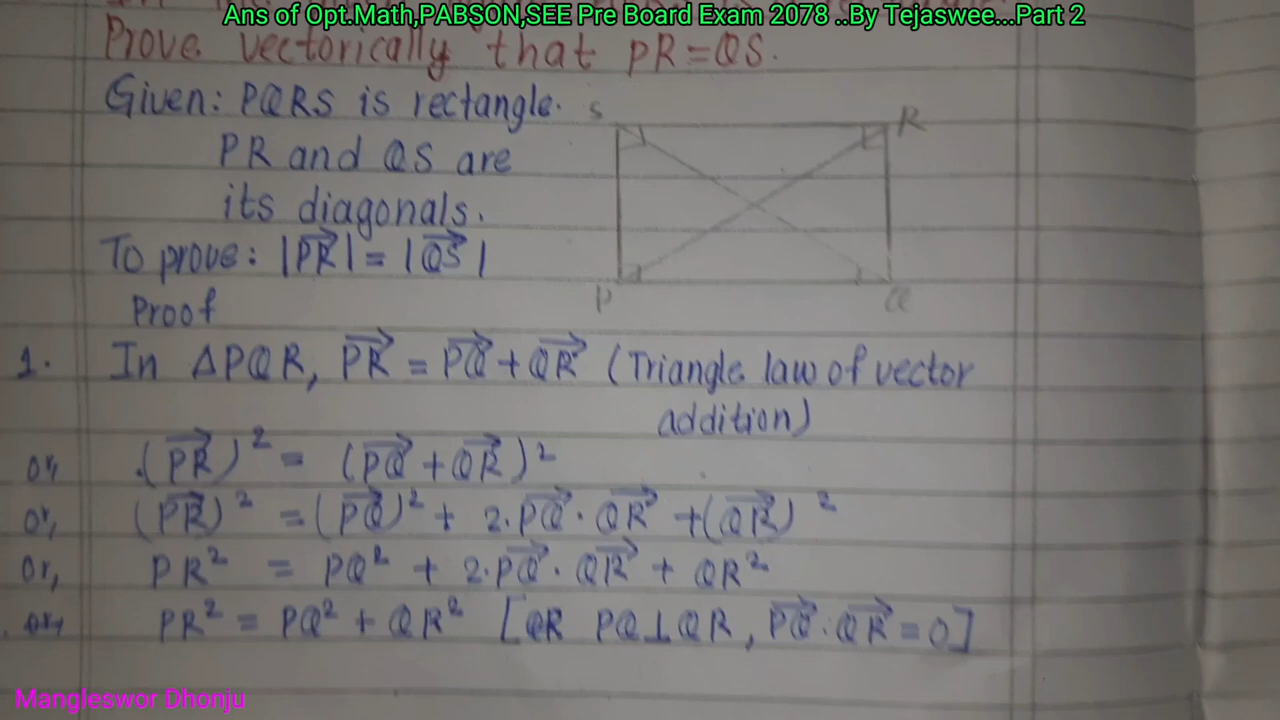 Ans of Opt.Math,PABSON,SEE Pre Board Exam 2078 ..By Tejaswee...Part 2
Prove vectorically that PR=QS.
Given: PQRS is rectangle.
PR and QS are
its diagonals.
To prove: |PR→| = |QS→|
S R
P Q
Proof
1. In ΔPQR, PR→ = PQ→ + QR→ (Triangle law of vector
addition)
or, (PR→)² = (PQ→ + QR→)²
or, (PR→)² = (PQ→)² + 2.PQ→ . QR→ + (QR→)²
Or, PR² = PQ² + 2.PQ→ . QR→ + QR²
or, PR² = PQ² + QR² [QR PQ⊥QR, PQ→.QR→ = 0]
Mangleswor Dhonju